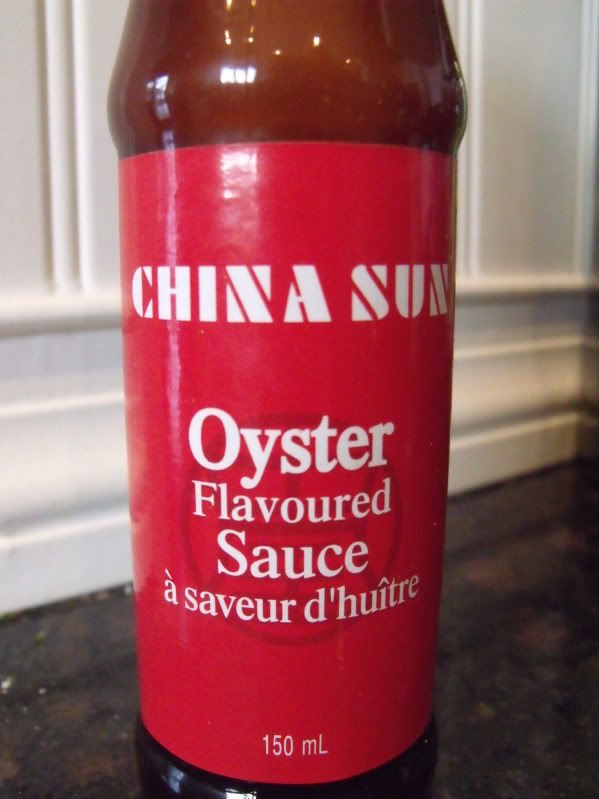 CHINA SUN
Oyster
Flavoured
Sauce
à saveur d'huître
150 mL